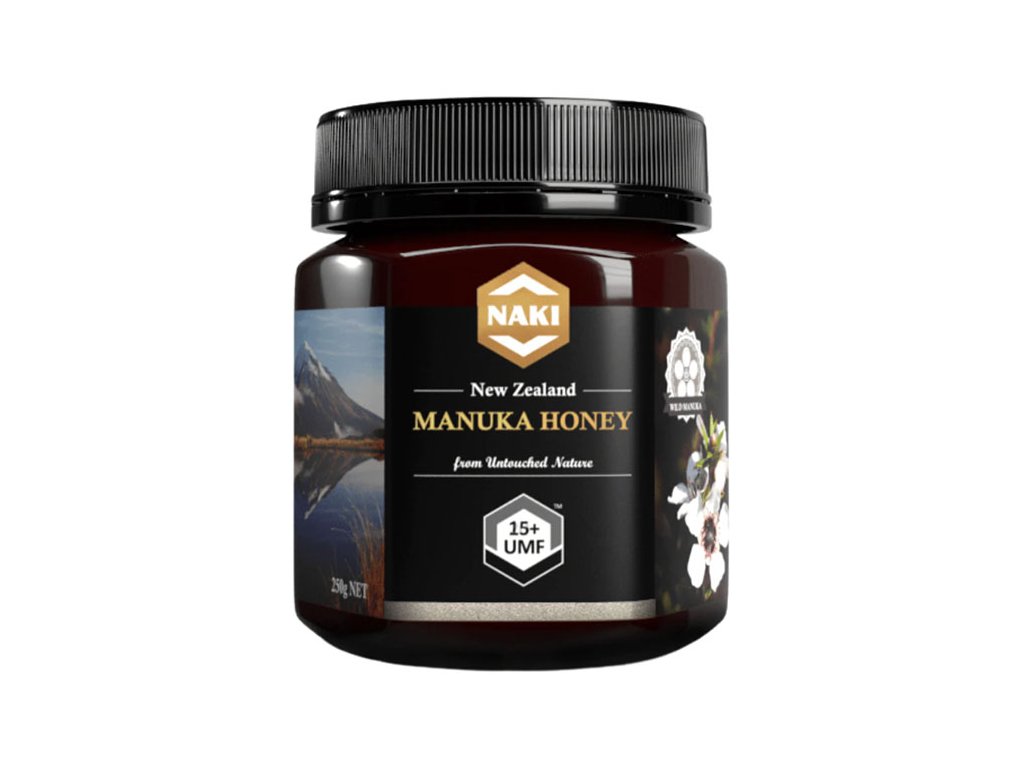 NAKI
New Zealand
MANUKA HONEY
from Untouched Nature
15+
UMF
TM
250g NET
WILD MANUKA